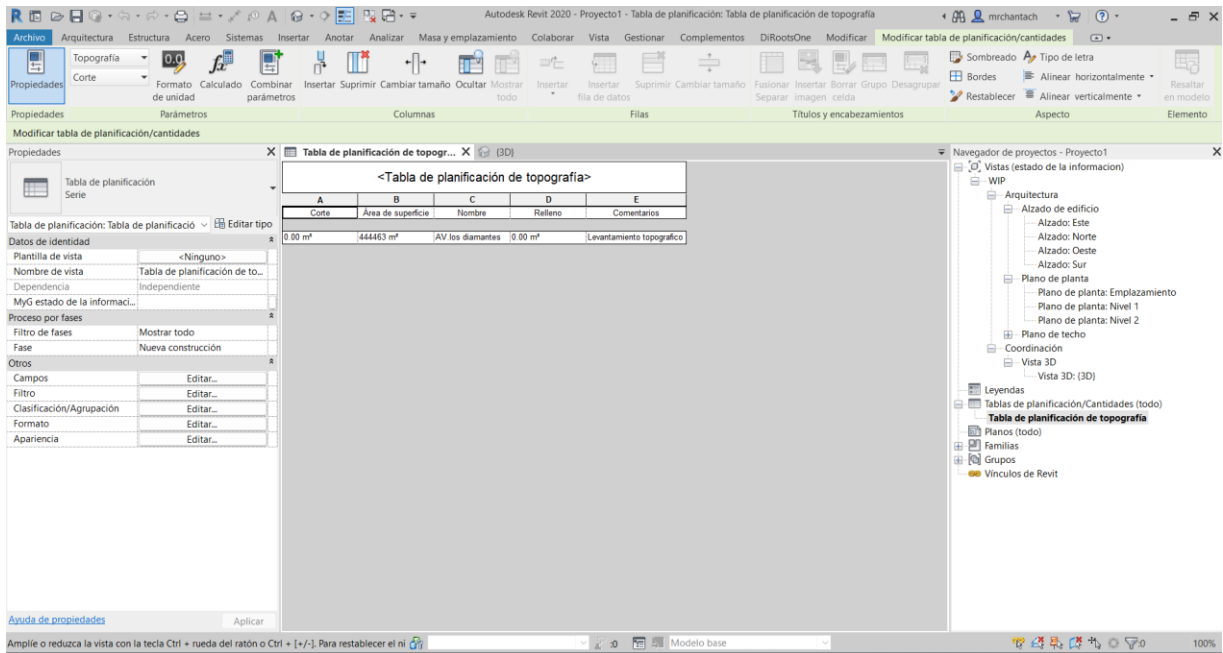 Autodesk Revit 2020 - Proyecto1 - Tabla de planificación: Tabla de planificación de topografía
mrchantach
Archivo Arquitectura Estructura Acero Sistemas Insertar Anotar Analizar Masa y emplazamiento Colaborar Vista Gestionar Complementos DiRootsOne Modificar Modificar tabla de planificación/cantidades
Topografía
Corte
Propiedades
0.0
Formato de unidad
Calculado
Combinar parámetros
Insertar Suprimir Cambiar tamaño Ocultar Mostrar todo
Insertar
Insertar fila de datos
Suprimir Cambiar tamaño
Fusionar Separar
Insertar imagen
Borrar celda
Grupo Desagrupar
Sombreado Tipo de letra
Bordes Alinear horizontalmente
Restablecer Alinear verticalmente
Resaltar en modelo
Propiedades Parámetros Columnas Filas Títulos y encabezamientos Aspecto Elemento
Modificar tabla de planificación/cantidades
Propiedades
Tabla de planificación
Serie
Tabla de planificación: Tabla de planificació Editar tipo
Datos de identidad
Plantilla de vista <Ninguno>
Nombre de vista Tabla de planificación de to...
Dependencia Independiente
MyG estado de la informaci...
Proceso por fases
Filtro de fases Mostrar todo
Fase Nueva construcción
Otros
Campos Editar...
Filtro Editar...
Clasificación/Agrupación Editar...
Formato Editar...
Apariencia Editar...
Ayuda de propiedades Aplicar
Tabla de planificación de topogr... {3D}
<Tabla de planificación de topografía>
A B C D E
Corte Área de superficie Nombre Relleno Comentarios
0.00 m³ 444463 m² AV.los diamantes 0.00 m³ Levantamiento topografico
Navegador de proyectos - Proyecto1
Vistas (estado de la informacion)
WIP
Arquitectura
Alzado de edificio
Alzado: Este
Alzado: Norte
Alzado: Oeste
Alzado: Sur
Plano de planta
Plano de planta: Emplazamiento
Plano de planta: Nivel 1
Plano de planta: Nivel 2
Plano de techo
Coordinación
Vista 3D
Vista 3D: {3D}
Leyendas
Tablas de planificación/Cantidades (todo)
Tabla de planificación de topografía
Planos (todo)
Familias
Grupos
Vínculos de Revit
Amplíe o reduzca la vista con la tecla Ctrl + rueda del ratón o Ctrl + [+/-]. Para restablecer el ni
:0 Modelo base :0 100%